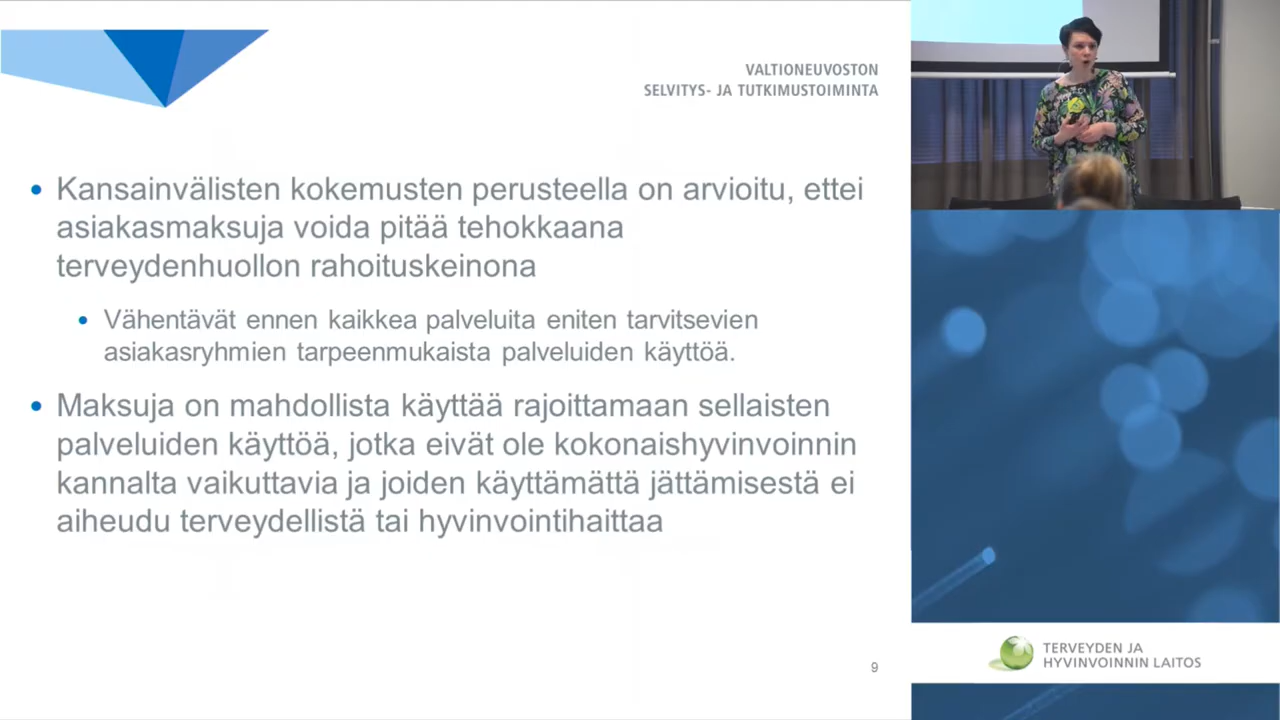 VALTIONEUVOSTON
SELVITYS- JA TUTKIMUSTOIMINTA
• Kansainvälisten kokemusten perusteella on arvioitu, ettei
asiakasmaksuja voida pitää tehokkaana
terveydenhuollon rahoituskeinona
• Vähentävät ennen kaikkea palveluita eniten tarvitsevien
asiakasryhmien tarpeenmukaista palveluiden käyttöä.
• Maksuja on mahdollista käyttää rajoittamaan sellaisten
palveluiden käyttöä, jotka eivät ole kokonaishyvinvoinnin
kannalta vaikuttavia ja joiden käyttämättä jättämisestä ei
aiheudu terveydellistä tai hyvinvointihaittaa
9
TERVEYDEN JA
HYVINVOINNIN LAITOS